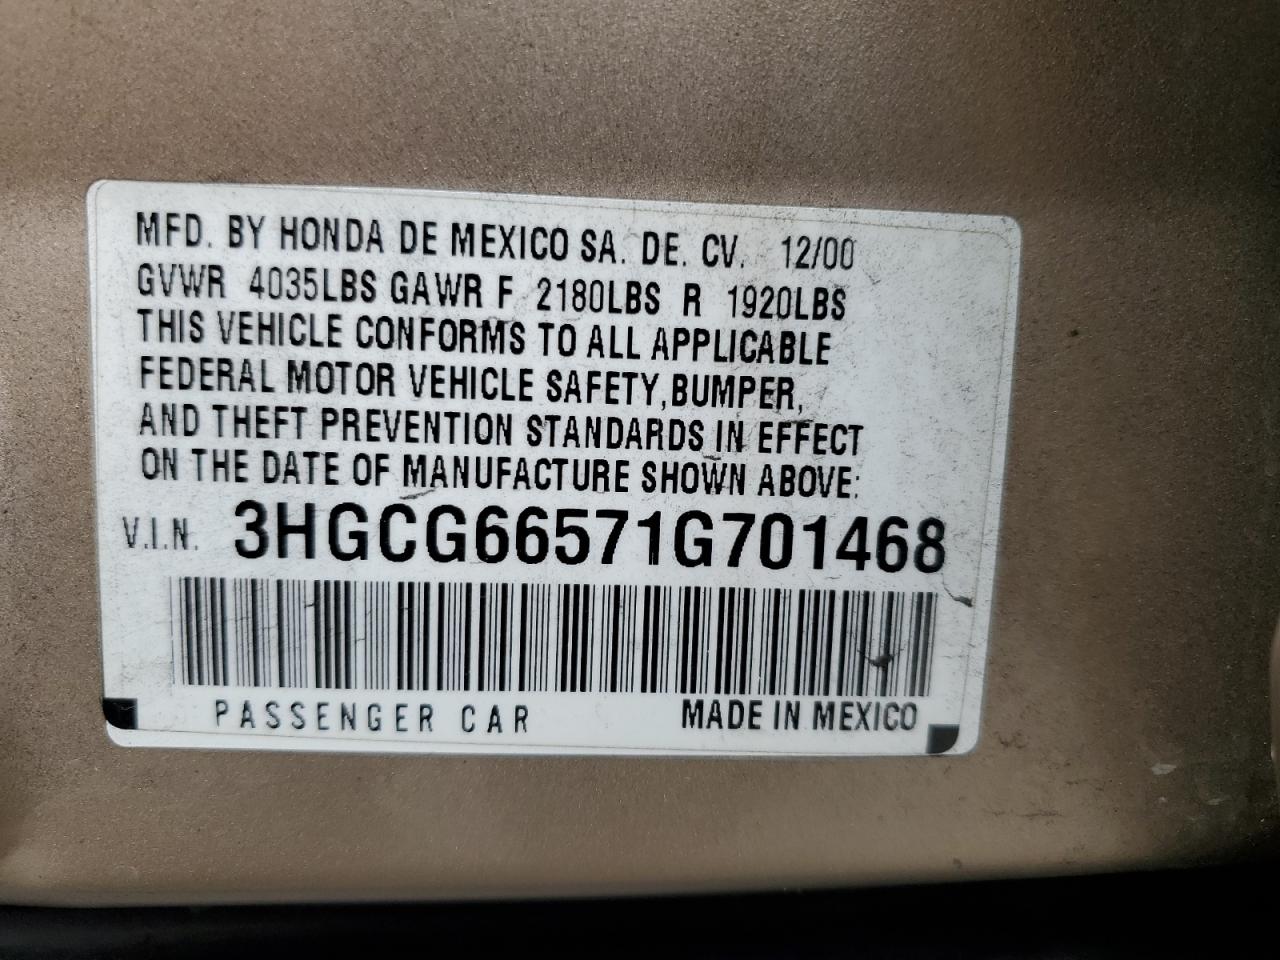 MFD. BY HONDA DE MEXICO SA. DE. CV. 12/00
GVWR 4035LBS GAWR F 2180LBS R 1920LBS
THIS VEHICLE CONFORMS TO ALL APPLICABLE
FEDERAL MOTOR VEHICLE SAFETY,BUMPER,
AND THEFT PREVENTION STANDARDS IN EFFECT
ON THE DATE OF MANUFACTURE SHOWN ABOVE:
V.I.N. 3HGCG66571G701468
PASSENGER CAR MADE IN MEXICO